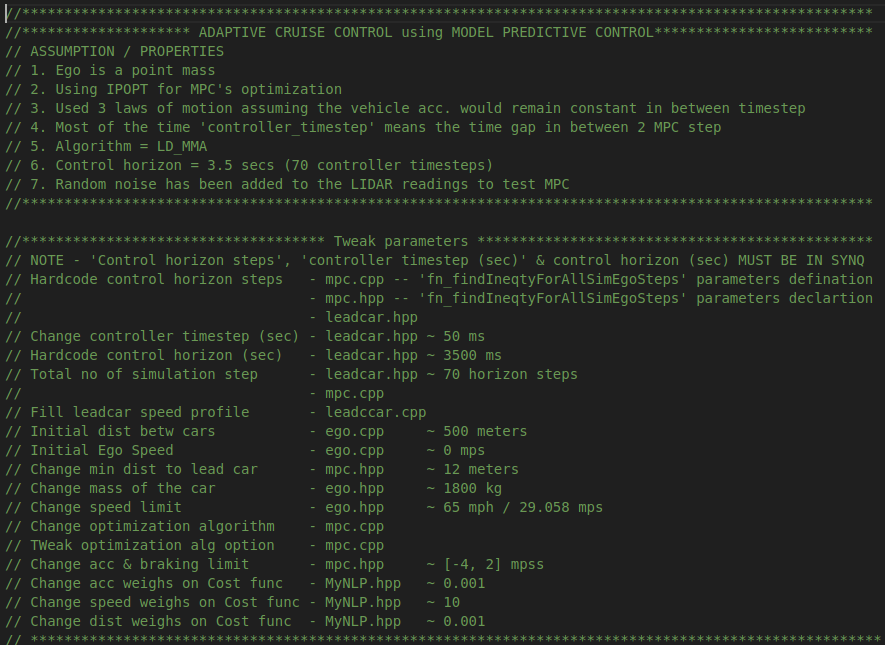 //*****************************************************************************************************
//******************** ADAPTIVE CRUISE CONTROL using MODEL PREDICTIVE CONTROL**************************
// ASSUMPTION / PROPERTIES
// 1. Ego is a point mass
// 2. Using IPOPT for MPC's optimization
// 3. Used 3 laws of motion assuming the vehicle acc. would remain constant in between timestep
// 4. Most of the time 'controller_timestep' means the time gap in between 2 MPC step
// 5. Algorithm = LD_MMA
// 6. Control horizon = 3.5 secs (70 controller timesteps)
// 7. Random noise has been added to the LIDAR readings to test MPC
//*****************************************************************************************************

//************************************ Tweak parameters ***********************************************
// NOTE - 'Control horizon steps', 'controller timestep (sec)' & control horizon (sec) MUST BE IN SYNQ
// Hardcode control horizon steps   - mpc.cpp -- 'fn_findIneqtyForAllSimEgoSteps' parameters defination
//                                  - mpc.hpp -- 'fn_findIneqtyForAllSimEgoSteps' parameters declartion
//                                  - leadcar.hpp
// Change controller timestep (sec) - leadcar.hpp ~ 50 ms
// Hardcode control horizon (sec)   - leadcar.hpp ~ 3500 ms
// Total no of simulation step      - leadcar.hpp ~ 70 horizon steps
//                                  - mpc.cpp
// Fill leadcar speed profile       - leadccar.cpp
// Initial dist betw cars           - ego.cpp     ~ 500 meters
// Initial Ego Speed                - ego.cpp     ~ 0 mps
// Change min dist to lead car      - mpc.hpp     ~ 12 meters
// Change mass of the car           - ego.hpp     ~ 1800 kg
// Change speed limit               - ego.hpp     ~ 65 mph / 29.058 mps
// Change optimization algorithm    - mpc.cpp
// TWeak optimization alg option    - mpc.cpp
// Change acc & braking limit       - mpc.hpp     ~ [-4, 2] mpss
// Change acc weighs on Cost func   - MyNLP.hpp   ~ 0.001
// Change speed weighs on Cost func - MyNLP.hpp   ~ 10
// Change dist weighs on Cost func  - MyNLP.hpp   ~ 0.001
// *****************************************************************************************************